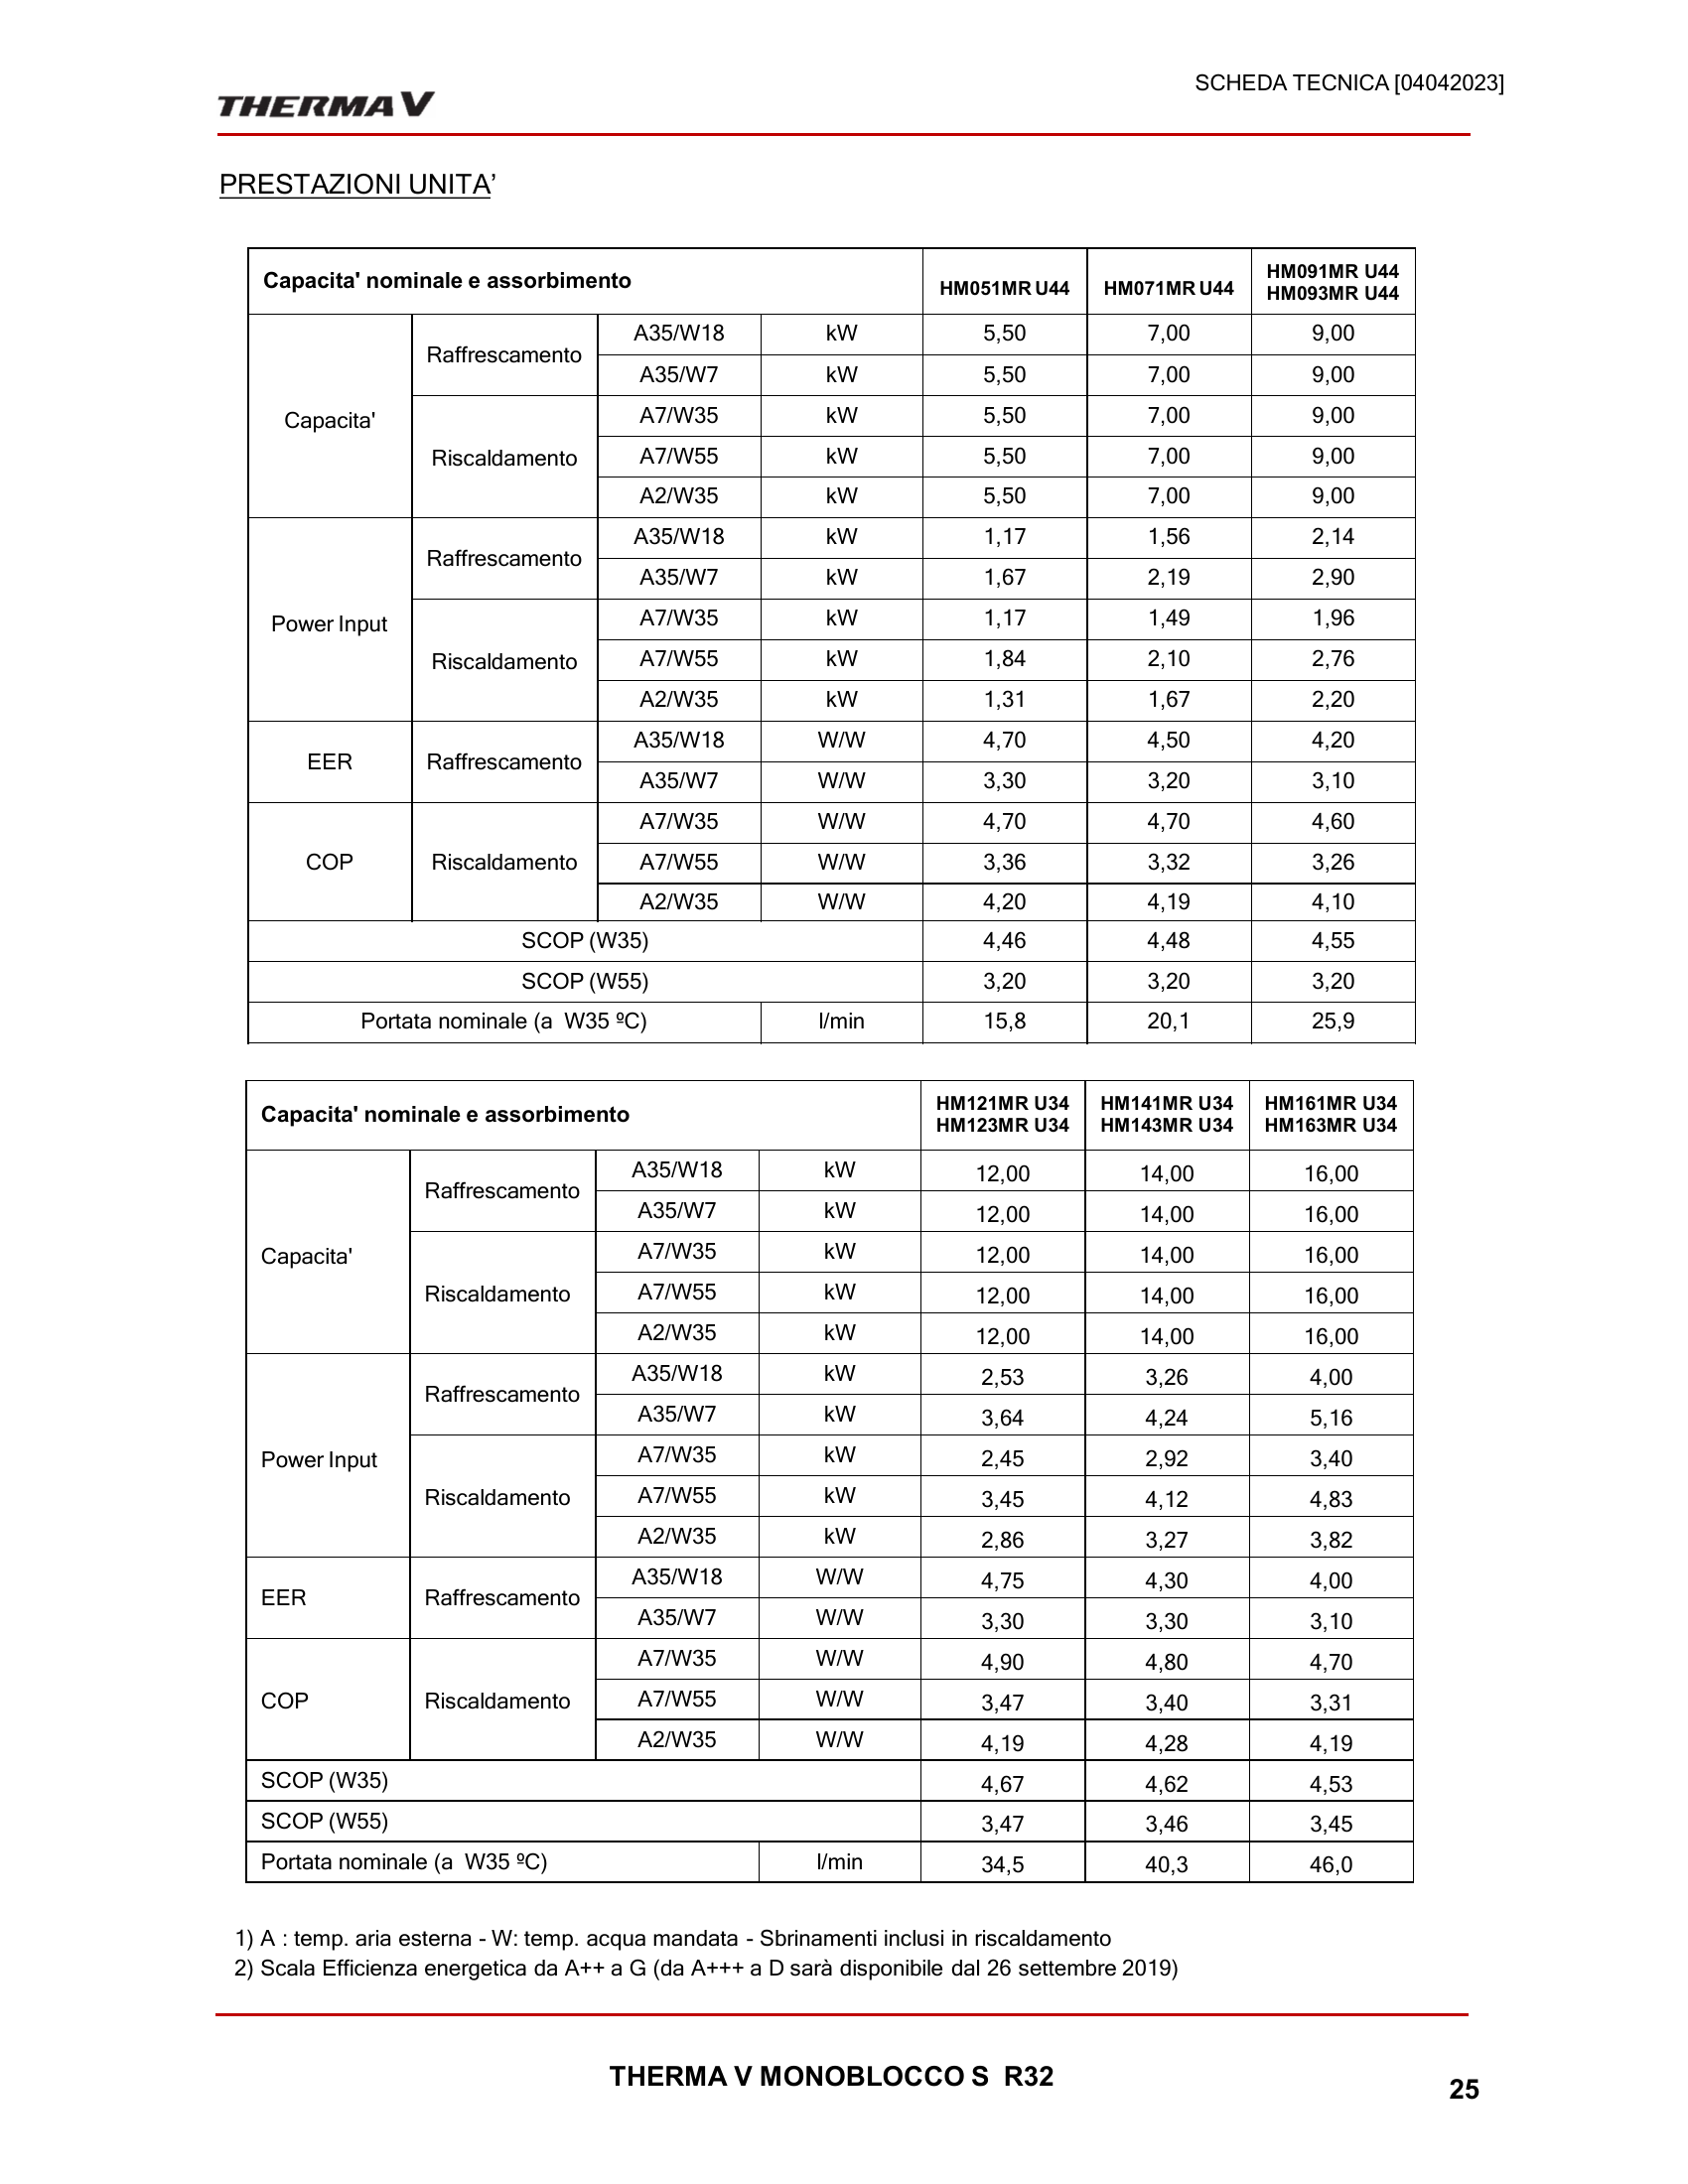 SCHEDA TECNICA [04042023]
THERMA V
PRESTAZIONI UNITA’
Capacita' nominale e assorbimento HM051MR U44 HM071MR U44 HM091MR U44
HM093MR U44
Capacita' Raffrescamento A35/W18 kW 5,50 7,00 9,00
A35/W7 kW 5,50 7,00 9,00
Riscaldamento A7/W35 kW 5,50 7,00 9,00
A7/W55 kW 5,50 7,00 9,00
A2/W35 kW 5,50 7,00 9,00
Power Input Raffrescamento A35/W18 kW 1,17 1,56 2,14
A35/W7 kW 1,67 2,19 2,90
Riscaldamento A7/W35 kW 1,17 1,49 1,96
A7/W55 kW 1,84 2,10 2,76
A2/W35 kW 1,31 1,67 2,20
EER Raffrescamento A35/W18 W/W 4,70 4,50 4,20
A35/W7 W/W 3,30 3,20 3,10
COP Riscaldamento A7/W35 W/W 4,70 4,70 4,60
A7/W55 W/W 3,36 3,32 3,26
A2/W35 W/W 4,20 4,19 4,10
SCOP (W35) 4,46 4,48 4,55
SCOP (W55) 3,20 3,20 3,20
Portata nominale (a W35 ºC) l/min 15,8 20,1 25,9
Capacita' nominale e assorbimento HM121MR U34 HM141MR U34 HM161MR U34
HM123MR U34 HM143MR U34 HM163MR U34
Capacita' Raffrescamento A35/W18 kW 12,00 14,00 16,00
A35/W7 kW 12,00 14,00 16,00
Riscaldamento A7/W35 kW 12,00 14,00 16,00
A7/W55 kW 12,00 14,00 16,00
A2/W35 kW 12,00 14,00 16,00
Power Input Raffrescamento A35/W18 kW 2,53 3,26 4,00
A35/W7 kW 3,64 4,24 5,16
Riscaldamento A7/W35 kW 2,45 2,92 3,40
A7/W55 kW 3,45 4,12 4,83
A2/W35 kW 2,86 3,27 3,82
EER Raffrescamento A35/W18 W/W 4,75 4,30 4,00
A35/W7 W/W 3,30 3,30 3,10
COP Riscaldamento A7/W35 W/W 4,90 4,80 4,70
A7/W55 W/W 3,47 3,40 3,31
A2/W35 W/W 4,19 4,28 4,19
SCOP (W35) 4,67 4,62 4,53
SCOP (W55) 3,47 3,46 3,45
Portata nominale (a W35 ºC) l/min 34,5 40,3 46,0
1) A : temp. aria esterna - W: temp. acqua mandata - Sbrinamenti inclusi in riscaldamento
2) Scala Efficienza energetica da A++ a G (da A+++ a D sarà disponibile dal 26 settembre 2019)
THERMA V MONOBLOCCO S R32
25